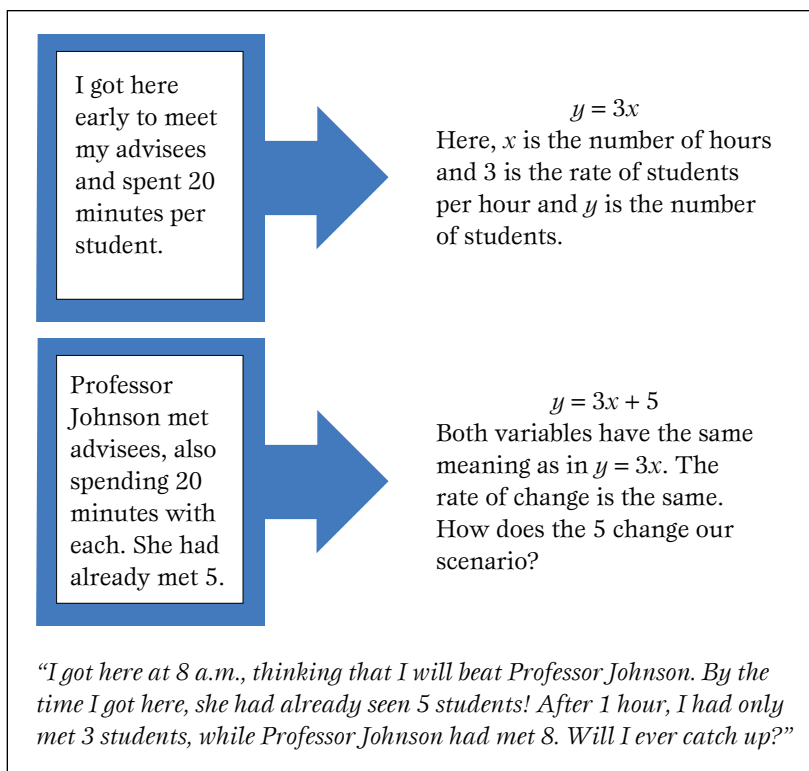 I got here
early to meet
my advisees
and spent 20
minutes per
student.
y = 3x
Here, x is the number of hours
and 3 is the rate of students
per hour and y is the number
of students.
Professor
Johnson met
advisees, also
spending 20
minutes with
each. She had
already met 5.
y = 3x + 5
Both variables have the same
meaning as in y = 3x. The
rate of change is the same.
How does the 5 change our
scenario?
“I got here at 8 a.m., thinking that I will beat Professor Johnson. By the
time I got here, she had already seen 5 students! After 1 hour, I had only
met 3 students, while Professor Johnson had met 8. Will I ever catch up?”